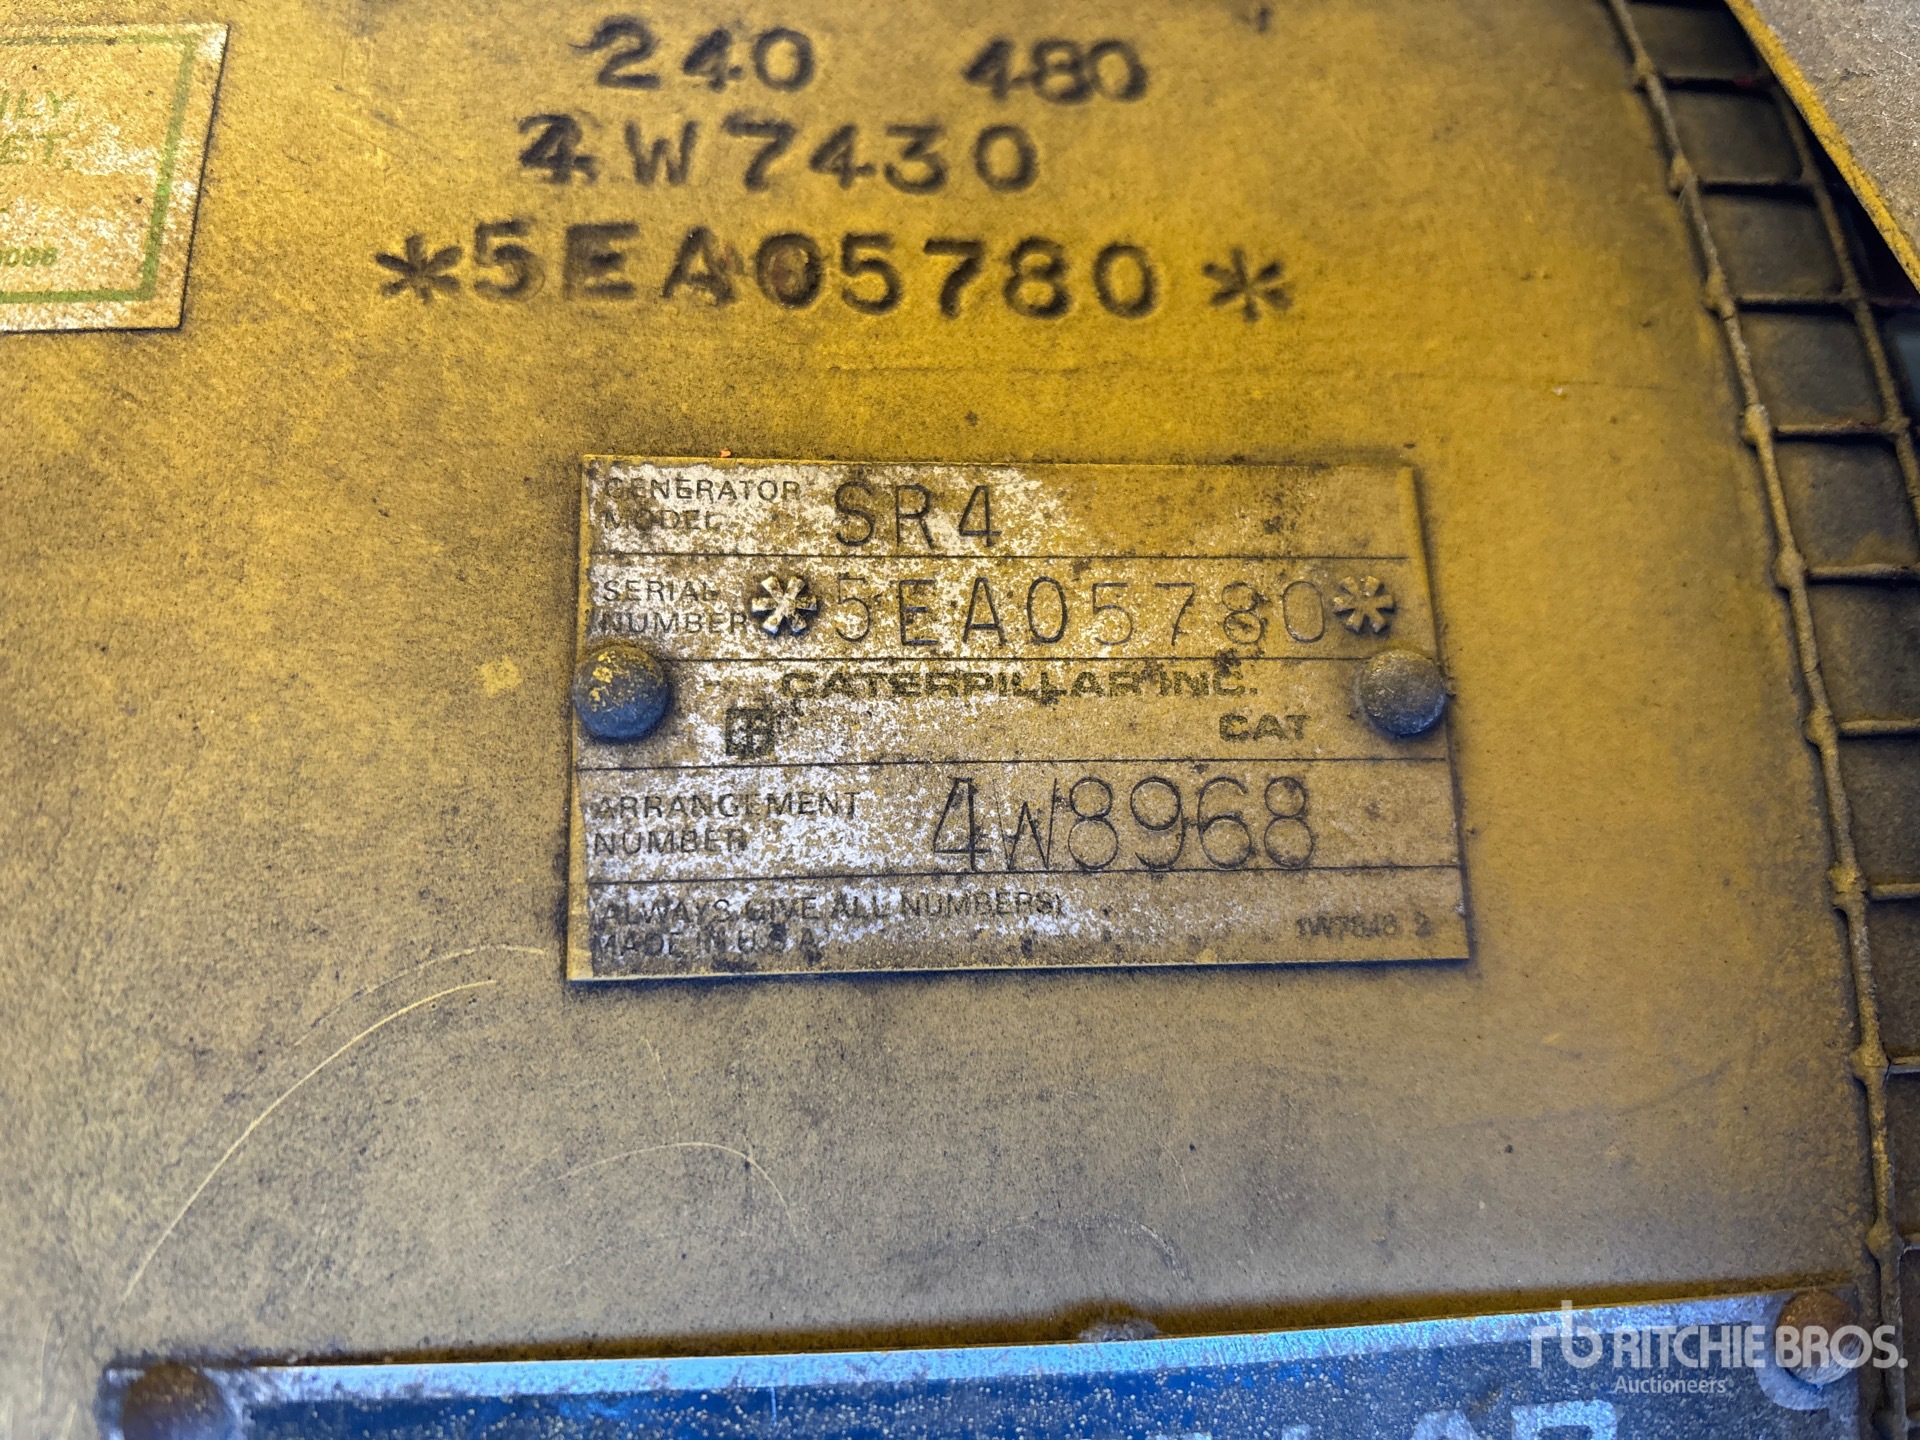 240 480
4W7430
*5EA05780*
GENERATOR MODEL SR4
SERIAL NUMBER *5EA05780*
CATERPILLAR INC.
CAT
ARRANGEMENT NUMBER 4W8968
(ALWAYS GIVE ALL NUMBERS)
MADE IN U.S.A.
rb RITCHIE BROS.
Auctioneers